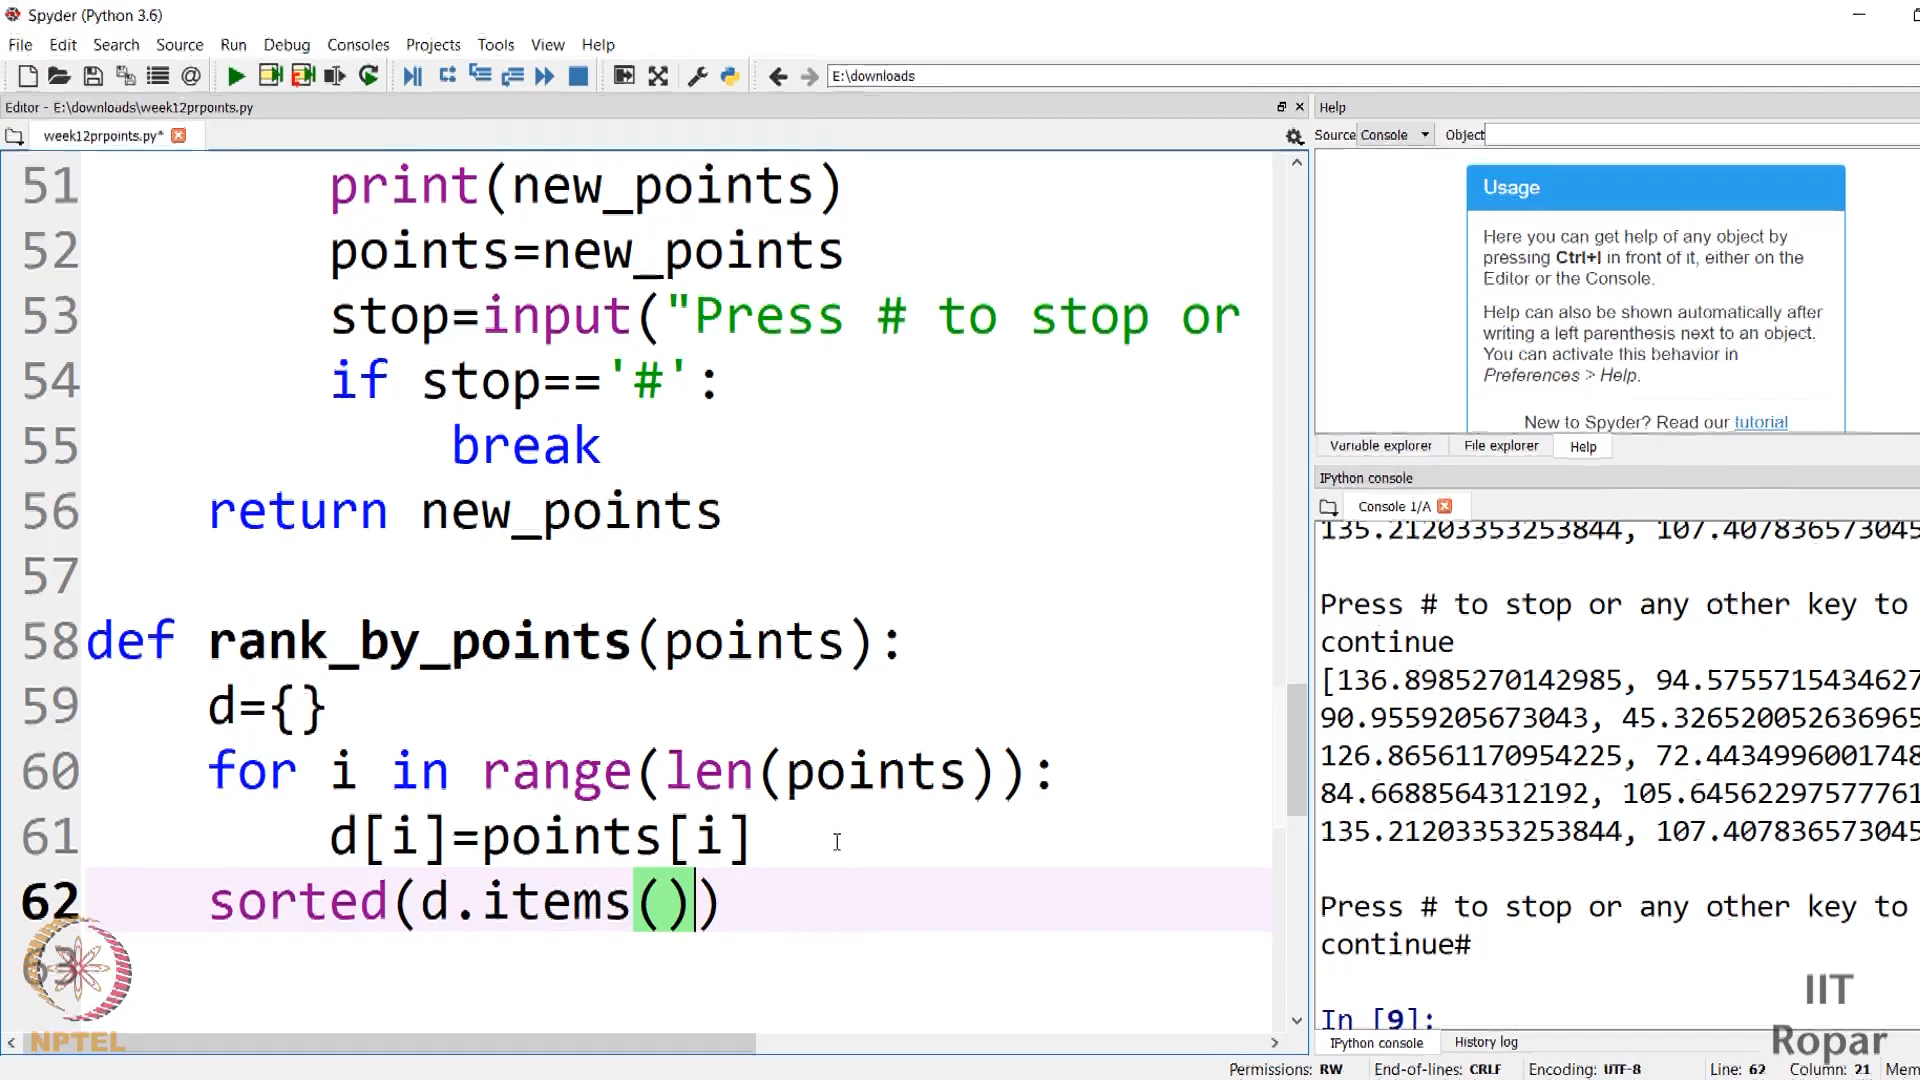 Spyder (Python 3.6)
File Edit Search Source Run Debug Consoles Projects Tools View Help
E:\downloads
Editor - E:\downloads\week12prpoints.py
week12prpoints.py*
51 print(new_points)
52 points=new_points
53 stop=input("Press # to stop or
54 if stop=='#':
55 break
56 return new_points
57
58 def rank_by_points(points):
59 d={}
60 for i in range(len(points)):
61 d[i]=points[i]
62 sorted(d.items())
63
NPTEL
Help
Source Console Object
Usage
Here you can get help of any object by
pressing Ctrl+I in front of it, either on the
Editor or the Console.
Help can also be shown automatically after
writing a left parenthesis next to an object.
You can activate this behavior in
Preferences > Help.
New to Spyder? Read our tutorial
Variable explorer File explorer Help
IPython console
Console 1/A
135.21203353253844, 107.407836573045
Press # to stop or any other key to
continue
[136.8985270142985, 94.5755715434627
90.9559205673043, 45.326520052636965
126.86561170954225, 72.4434996001748
84.6688564312192, 105.64562297577761
135.21203353253844, 107.407836573045
Press # to stop or any other key to
continue#
In [9]:
IPython console History log
IIT
Ropar
Permissions: RW End-of-lines: CRLF Encoding: UTF-8 Line: 62 Column: 21 Mem